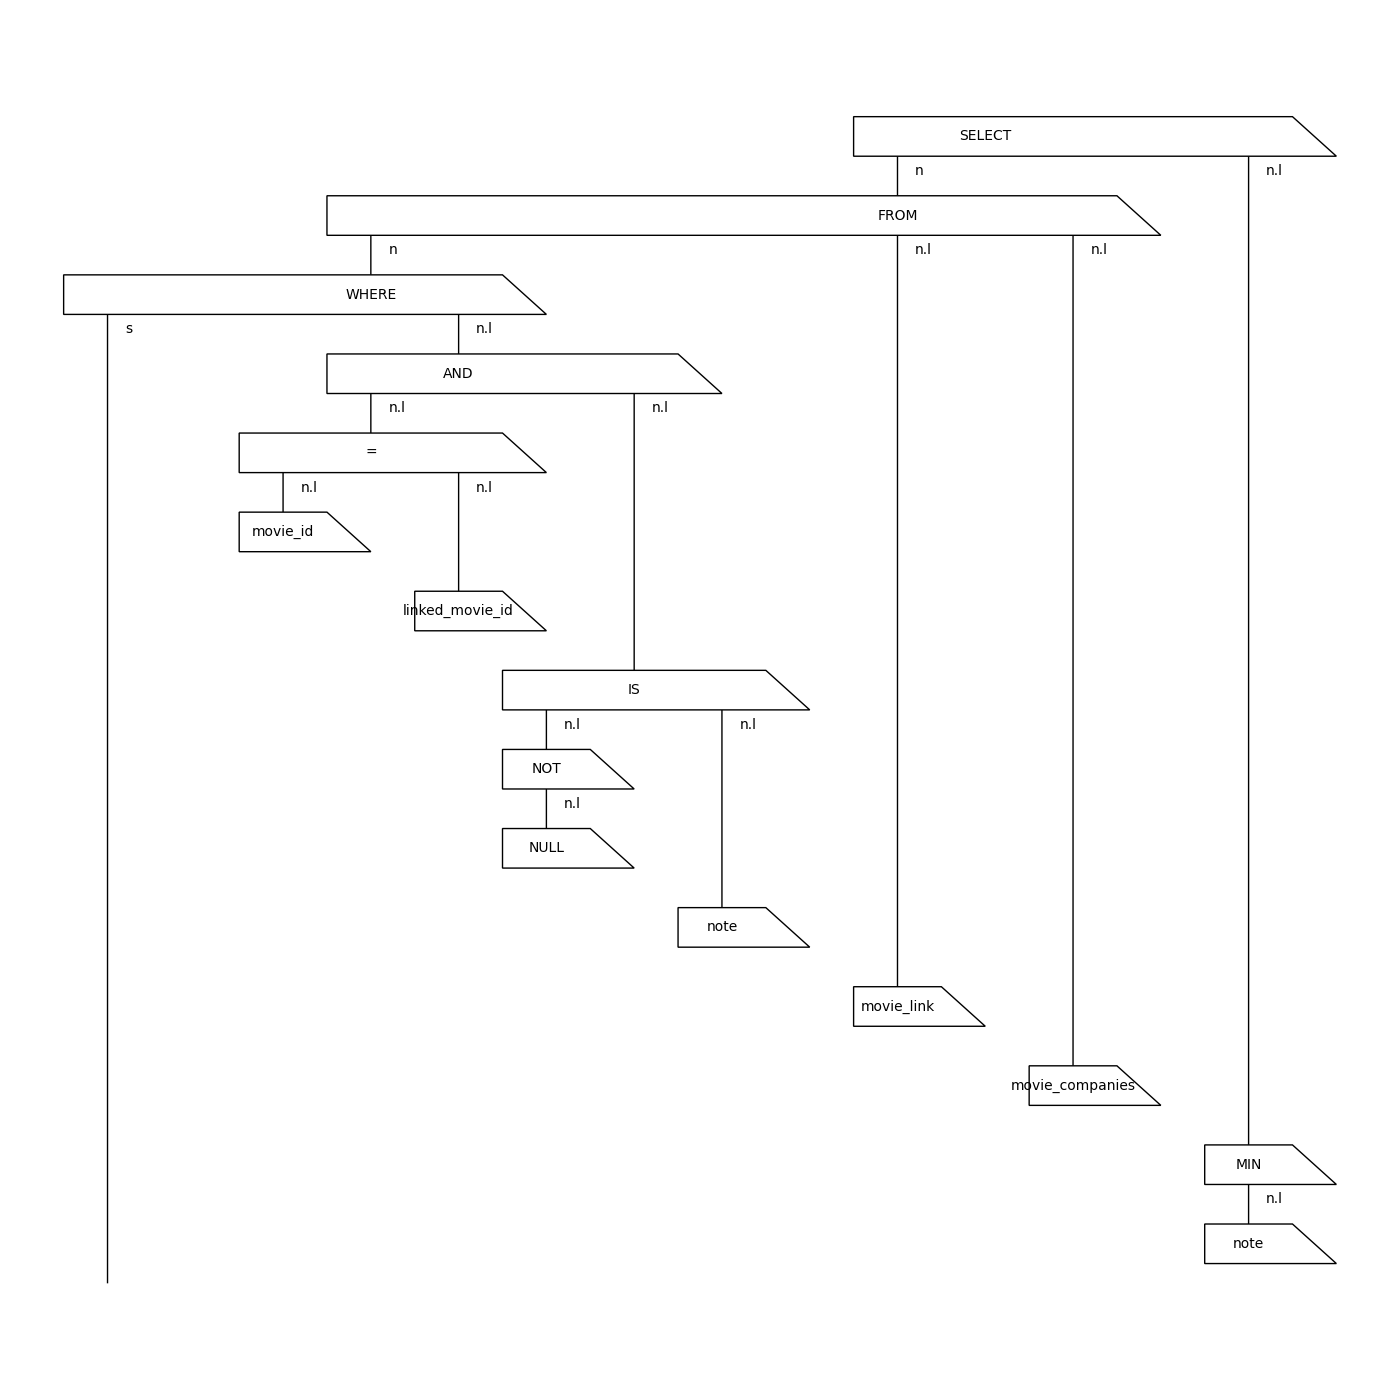 SELECT
n n.l
FROM
n n.l n.l
WHERE
s n.l
AND
n.l n.l
=
n.l n.l
movie_id
linked_movie_id
IS
n.l n.l
NOT
n.l
NULL
note
movie_link
movie_companies
MIN
n.l
note